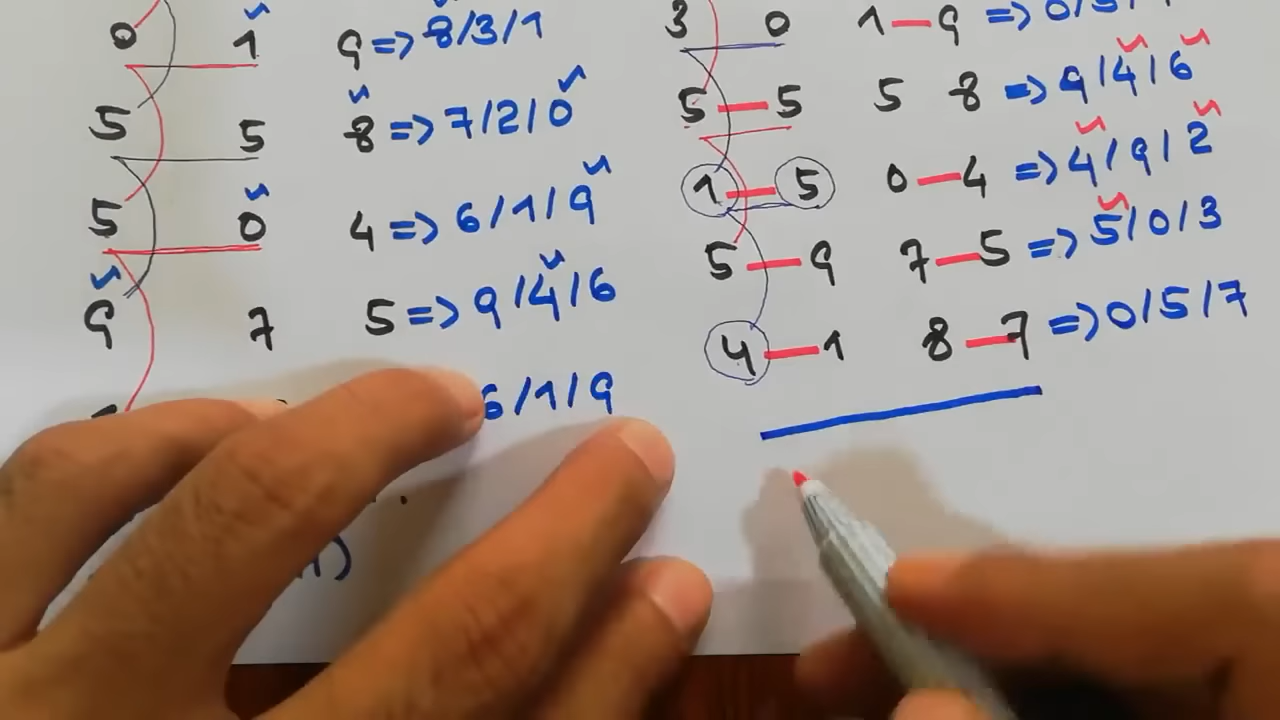 0 1 9 => 8/3/1
5 5 8 => 7/2/0
5 0 4 => 6/1/9
9 7 5 => 9/4/6
6/1/9
3 0 1—9 =>
5—5 5 8 => 9/4/6
1—5 0—4 => 4/9/2
5—9 7—5 => 5/0/3
4—1 8—7 => 0/5/7